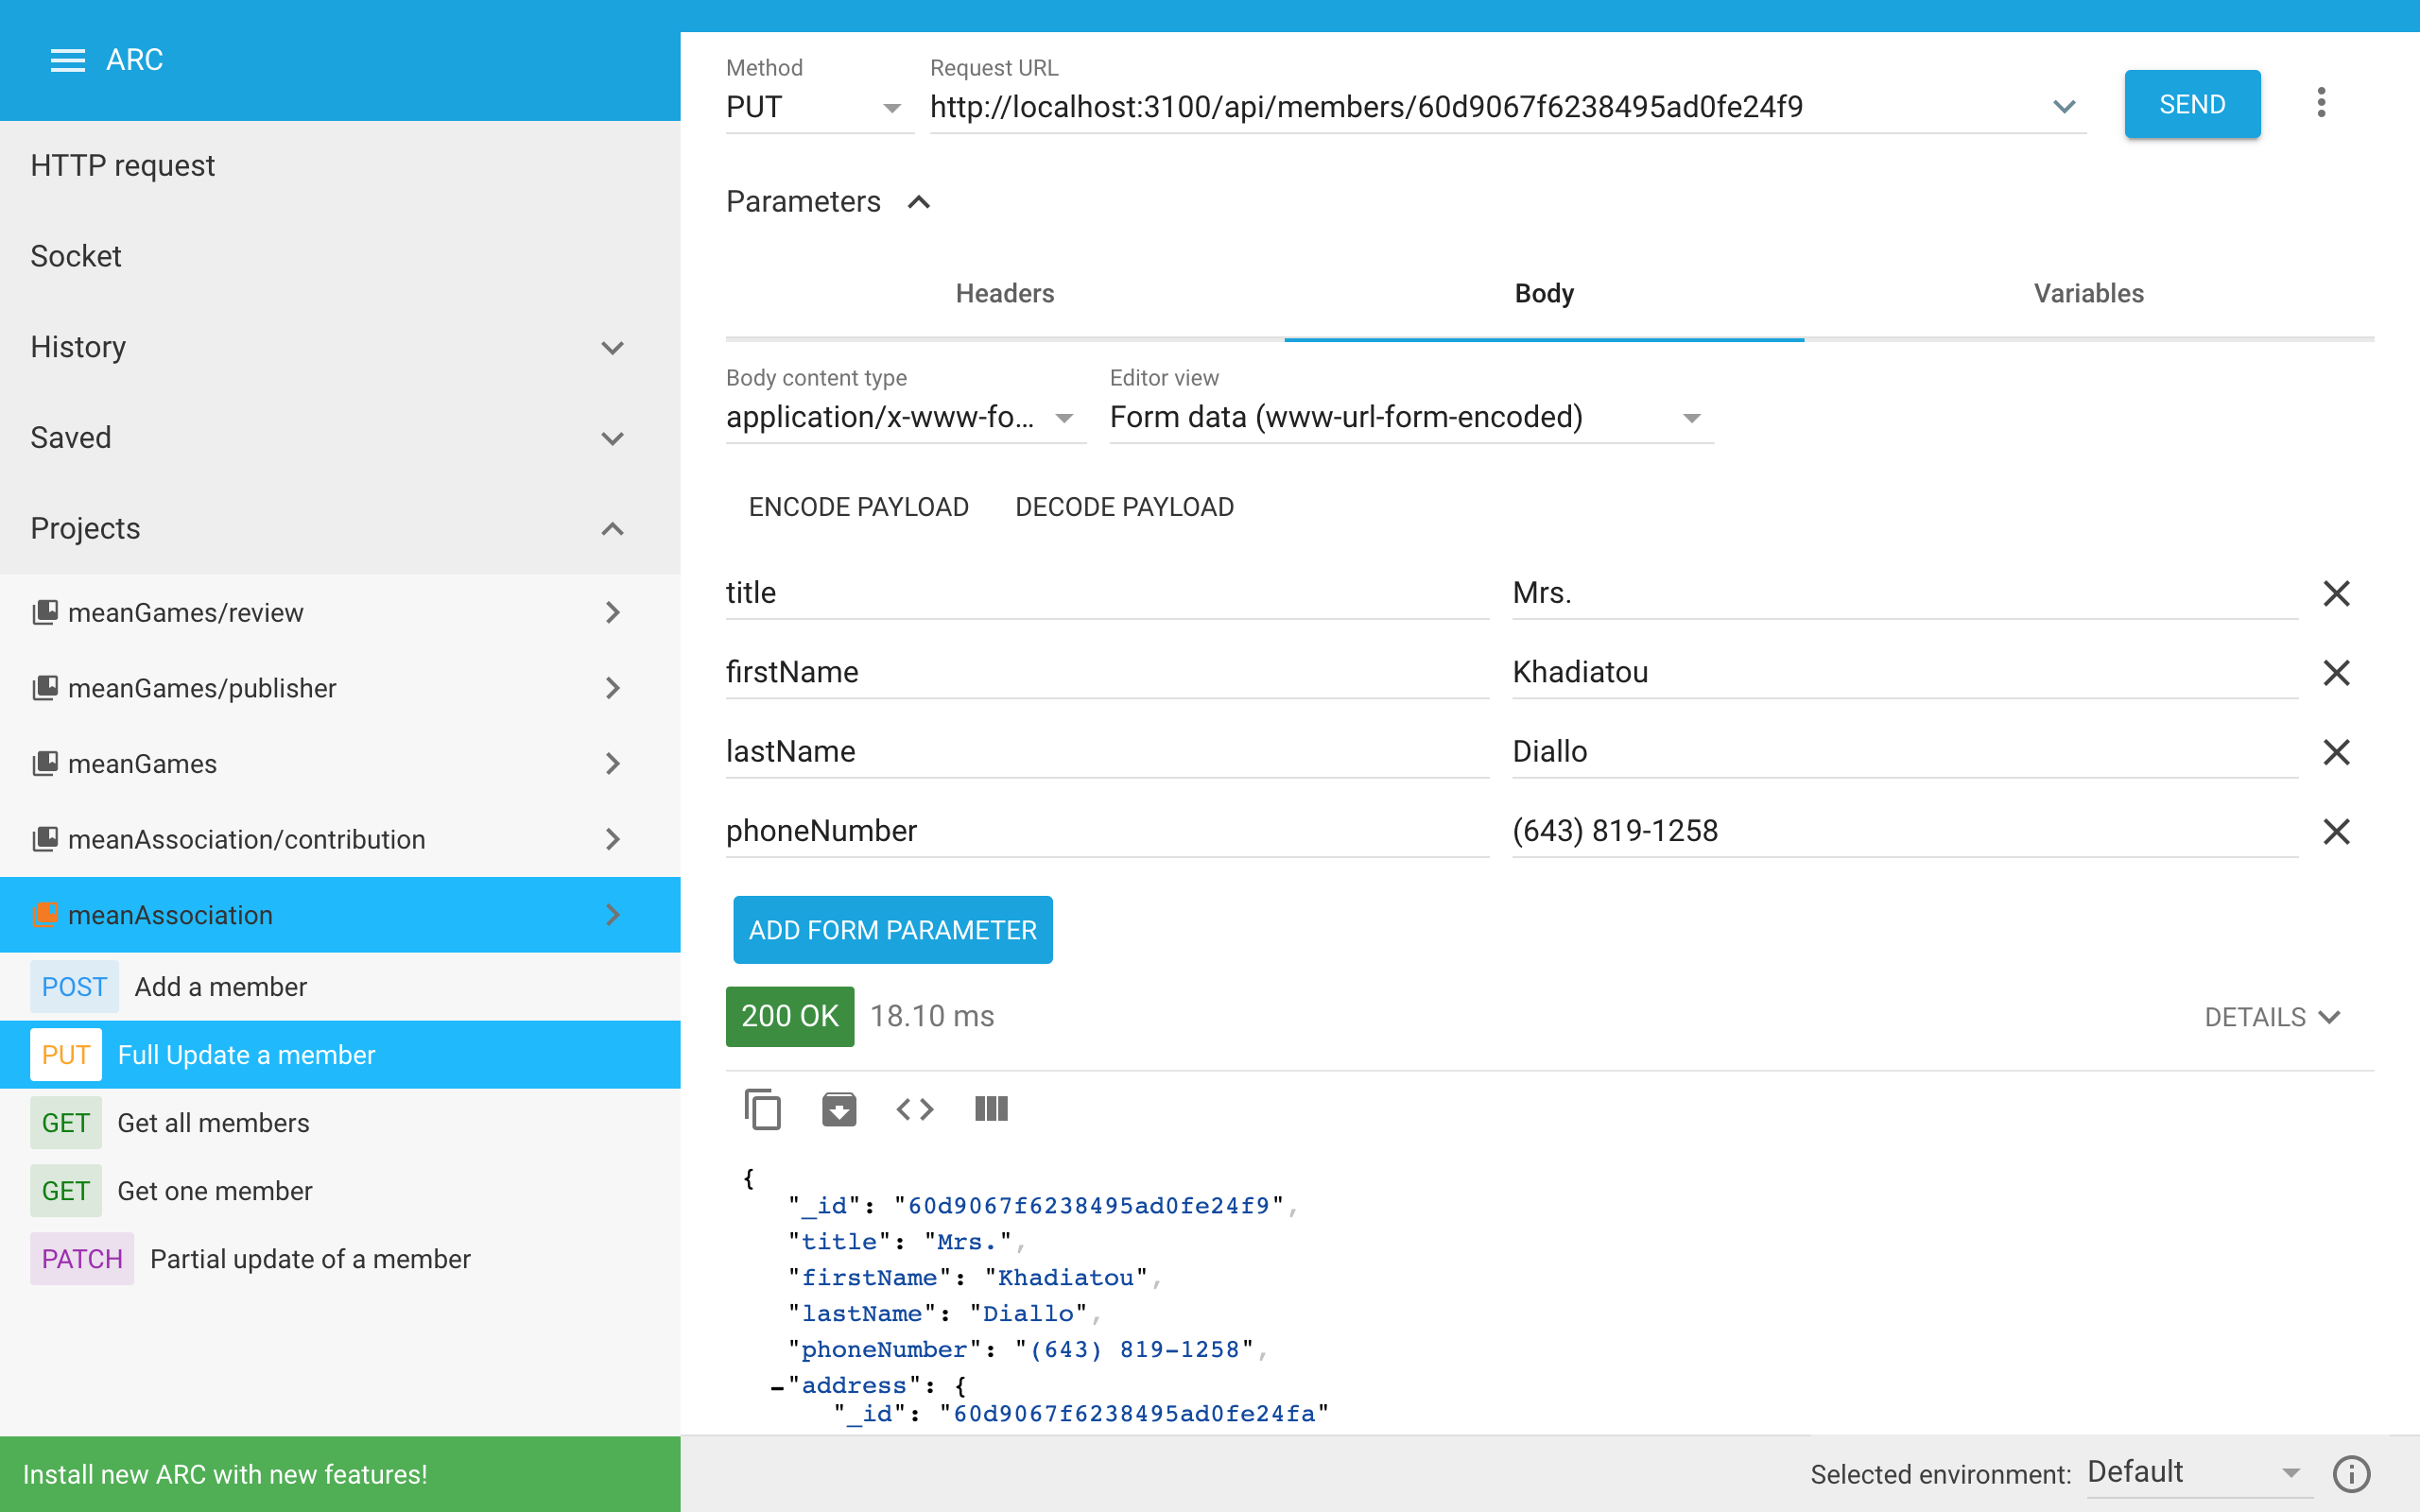 ARC
HTTP request
Socket
History
Saved
Projects
meanGames/review
meanGames/publisher
meanGames
meanAssociation/contribution
meanAssociation
POST Add a member
PUT Full Update a member
GET Get all members
GET Get one member
PATCH Partial update of a member
Install new ARC with new features!
Method Request URL
PUT http://localhost:3100/api/members/60d9067f6238495ad0fe24f9
SEND
Parameters
Headers Body Variables
Body content type Editor view
application/x-www-fo... Form data (www-url-form-encoded)
ENCODE PAYLOAD DECODE PAYLOAD
title Mrs.
firstName Khadiatou
lastName Diallo
phoneNumber (643) 819-1258
ADD FORM PARAMETER
200 OK 18.10 ms DETAILS
{
"_id": "60d9067f6238495ad0fe24f9",
"title": "Mrs.",
"firstName": "Khadiatou",
"lastName": "Diallo",
"phoneNumber": "(643) 819-1258",
-"address": {
"_id": "60d9067f6238495ad0fe24fa"
Selected environment: Default